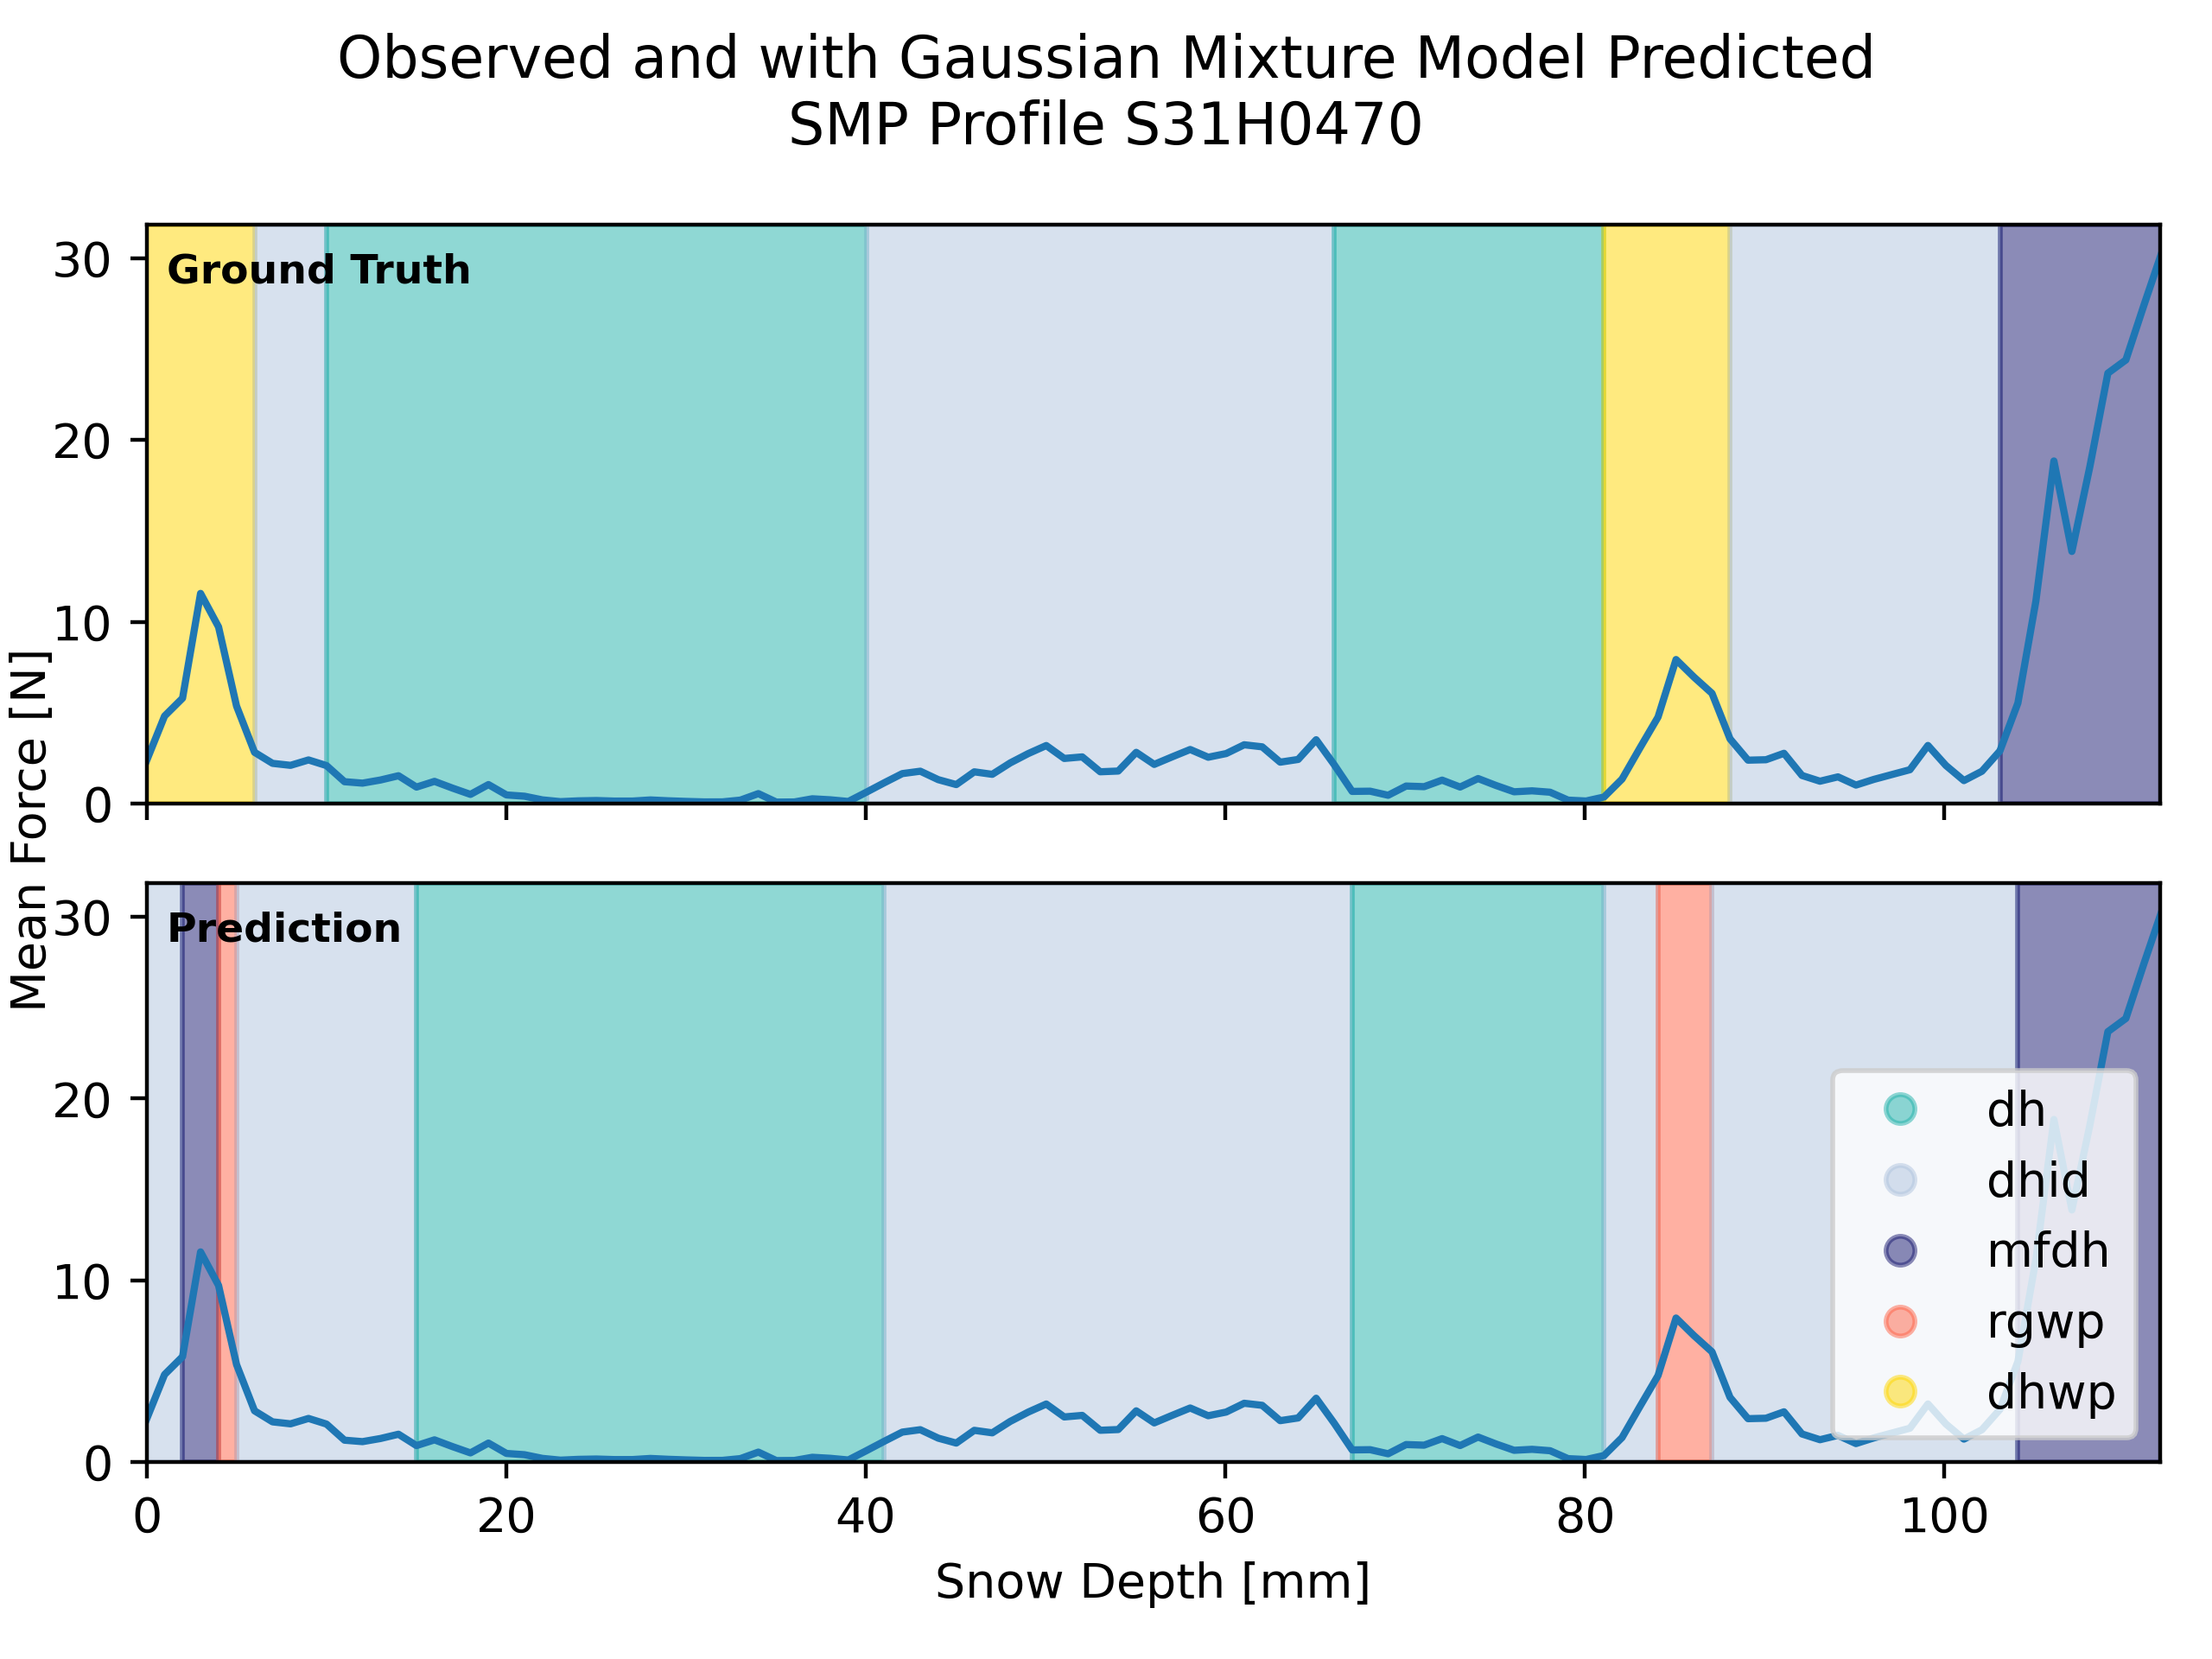 Observed and with Gaussian Mixture Model Predicted
SMP Profile S31H0470
Ground Truth
30
20
10
0
Mean Force [N]
Prediction
30
20
10
0
dh
dhid
mfdh
rgwp
dhwp
0 20 40 60 80 100
Snow Depth [mm]